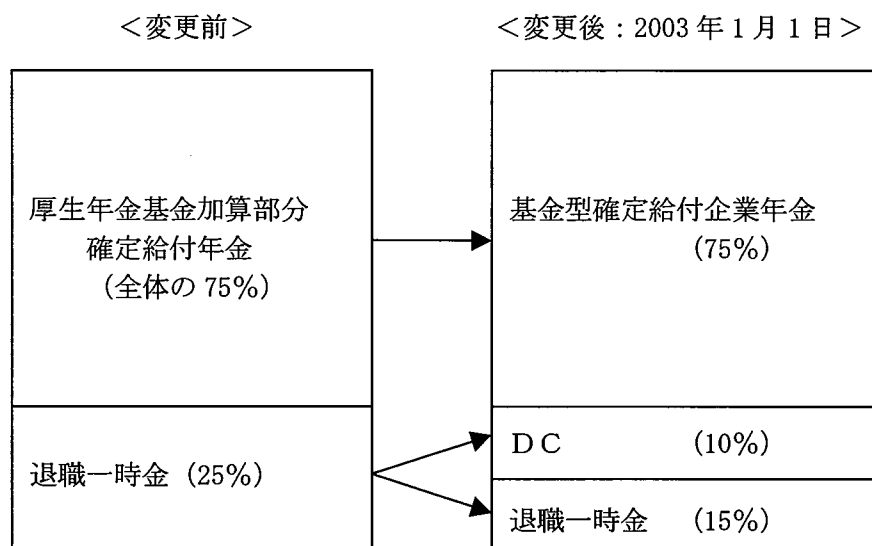 <変更前>
<変更後:2003年1月1日>
厚生年金基金加算部分
確定給付年金
(全体の75%)
退職一時金(25%)
基金型確定給付企業年金
(75%)
DC (10%)
退職一時金 (15%)